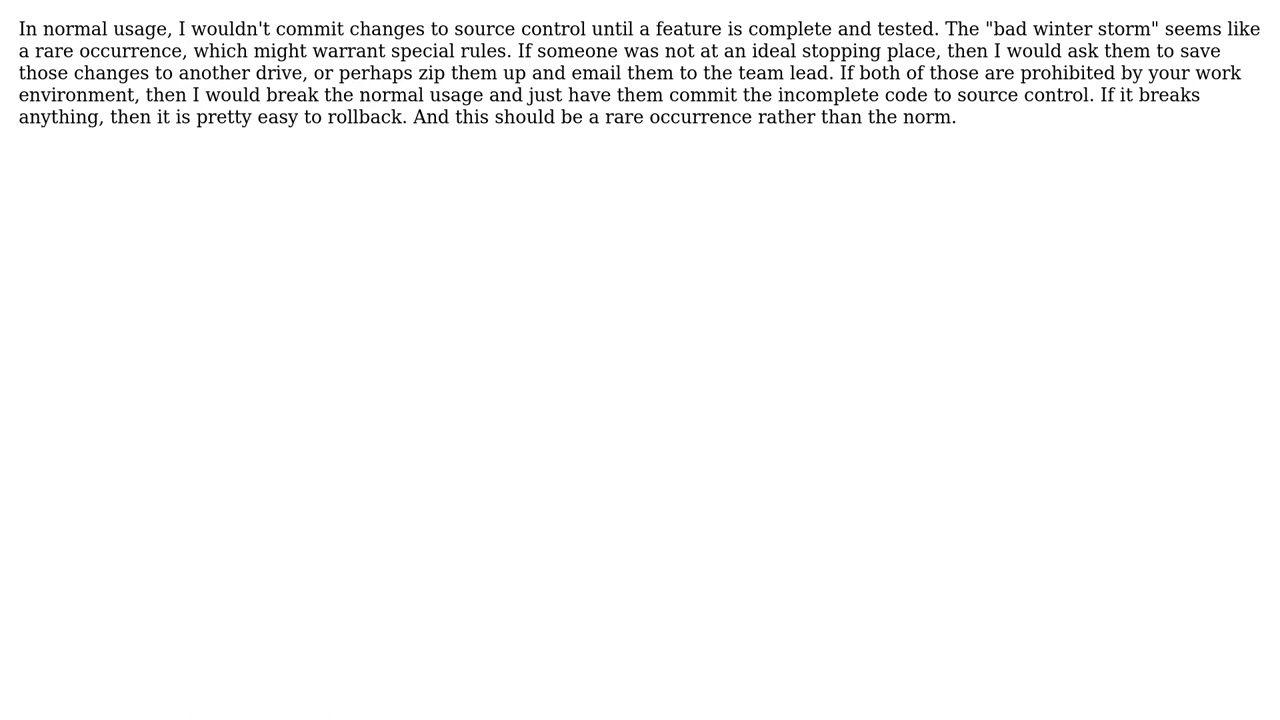 In normal usage, I wouldn't commit changes to source control until a feature is complete and tested. The "bad winter storm" seems like
a rare occurrence, which might warrant special rules. If someone was not at an ideal stopping place, then I would ask them to save
those changes to another drive, or perhaps zip them up and email them to the team lead. If both of those are prohibited by your work
environment, then I would break the normal usage and just have them commit the incomplete code to source control. If it breaks
anything, then it is pretty easy to rollback. And this should be a rare occurrence rather than the norm.